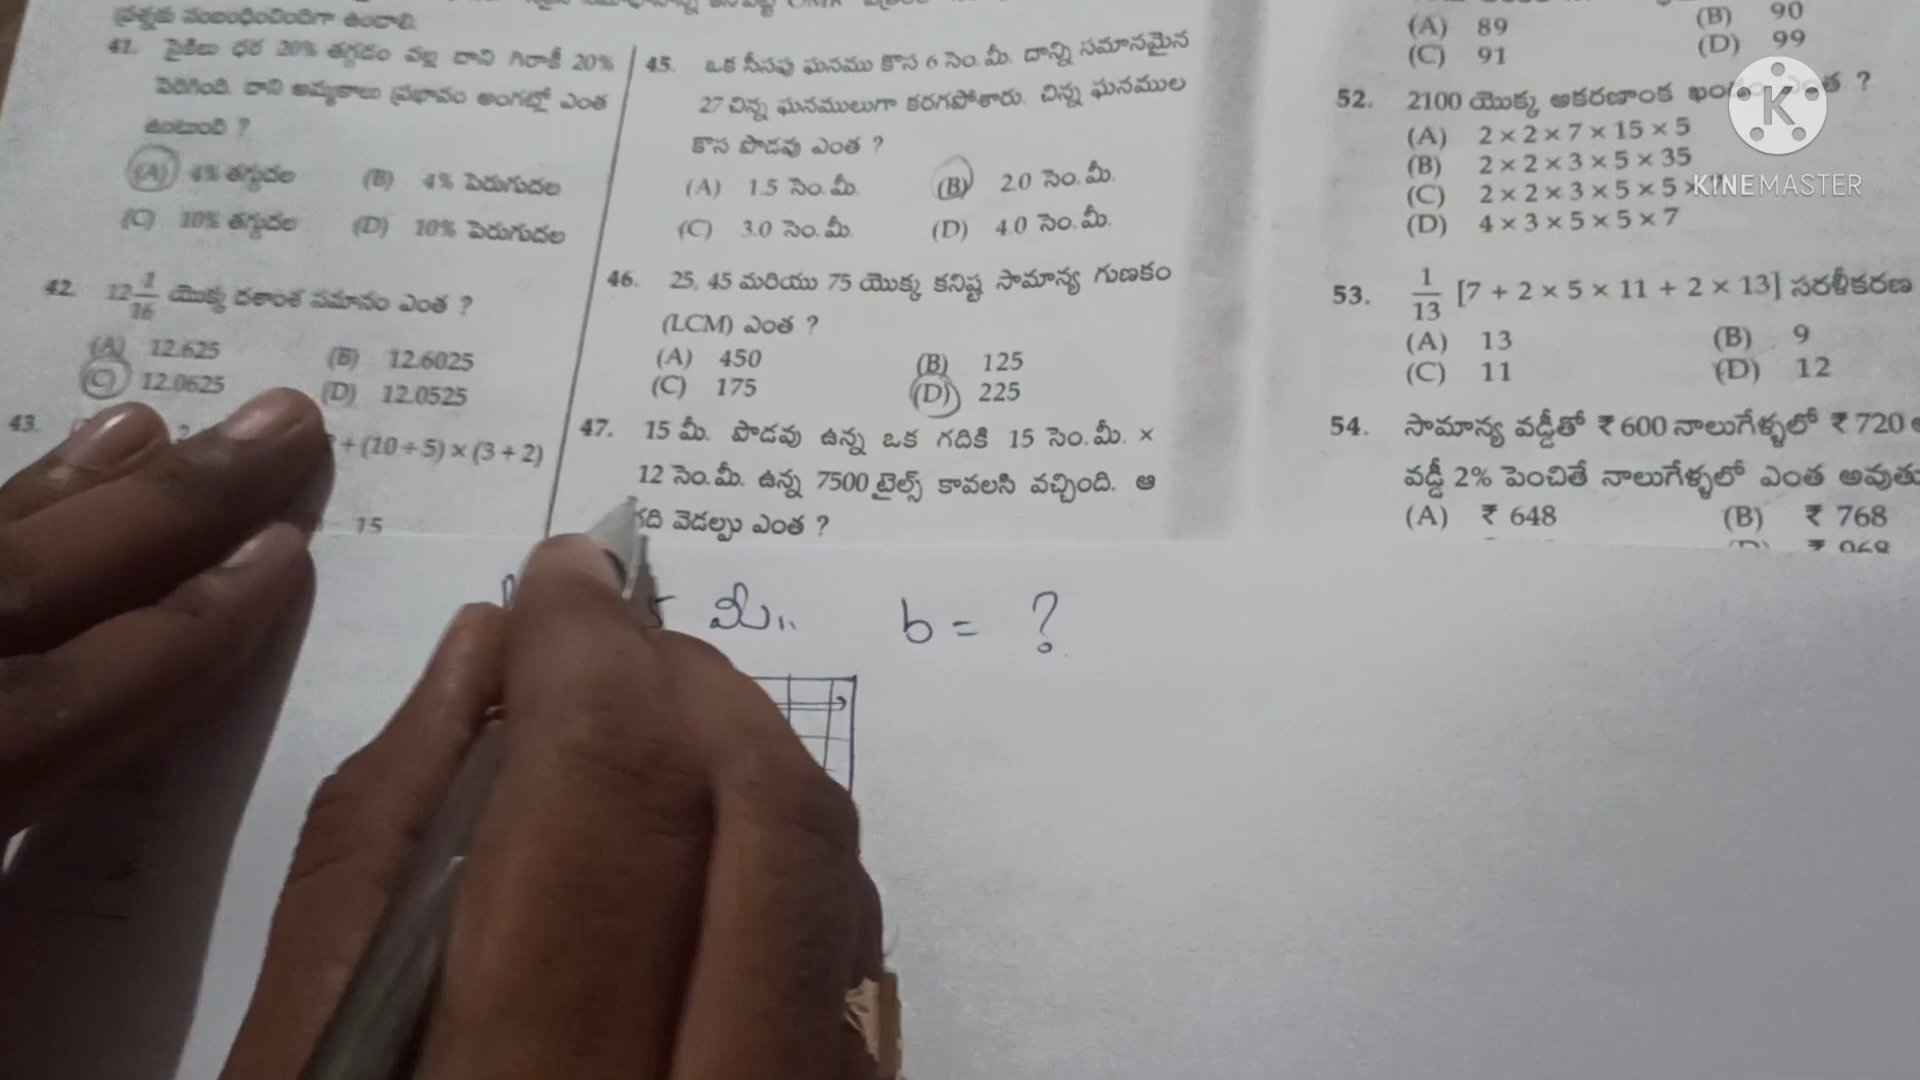 ప్రశ్నకు సంబంధించిందిగా ఉండాలి.
41. సైకిలు ధర 20% తగ్గడం వల్ల దాని గిరాకీ 20%
పెరిగింది. దాని అమ్మకాలు ప్రభావం అంగట్లో ఎంత
ఉంటుంది ?
(A) 4% తగ్గుదల (B) 4% పెరుగుదల
(C) 10% తగ్గుదల (D) 10% పెరుగుదల
42. 12 1/16 యొక్క దశాంశ సమానం ఎంత ?
(A) 12.625 (B) 12.6025
(C) 12.0625 (D) 12.0525
43. + (10 ÷ 5) × (3 + 2)
15
45. ఒక సీసపు ఘనము కొస 6 సెం.మీ. దాన్ని సమానమైన
27 చిన్న ఘనములుగా కరగపోశారు. చిన్న ఘనముల
కొస పొడవు ఎంత ?
(A) 1.5 సెం.మీ. (B) 2.0 సెం.మీ.
(C) 3.0 సెం.మీ. (D) 4.0 సెం.మీ.
46. 25, 45 మరియు 75 యొక్క కనిష్ట సామాన్య గుణకం
(LCM) ఎంత ?
(A) 450 (B) 125
(C) 175 (D) 225
47. 15 మీ. పొడవు ఉన్న ఒక గదికి 15 సెం.మీ. ×
12 సెం.మీ. ఉన్న 7500 టైల్స్ కావలసి వచ్చింది. ఆ
గది వెడల్పు ఎంత ?
5 మీ.. b = ?
(A) 89 (B) 90
(C) 91 (D) 99
52. 2100 యొక్క అకరణాంక ?
(A) 2 × 2 × 7 × 15 × 5
(B) 2 × 2 × 3 × 5 × 35
(C) 2 × 2 × 3 × 5 × 5 ×
(D) 4 × 3 × 5 × 5 × 7
53. 1/13 [7 + 2 × 5 × 11 + 2 × 13] సరళీకరణ
(A) 13 (B) 9
(C) 11 (D) 12
54. సామాన్య వడ్డీతో ₹ 600 నాలుగేళ్ళలో ₹ 720
వడ్డీ 2% పెంచితే నాలుగేళ్ళలో ఎంత
(A) ₹ 648 (B) ₹ 768
(D) ₹ 968
K
KINEMASTER